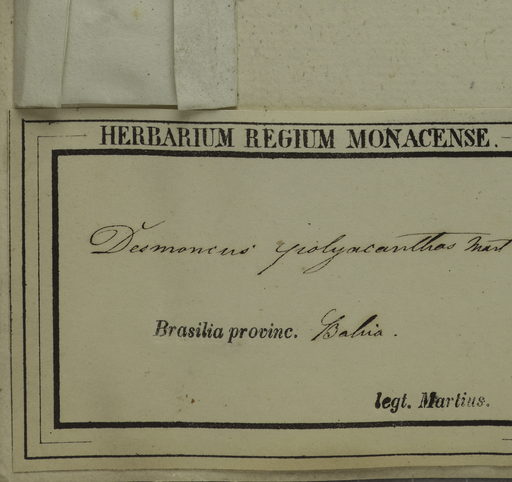 HERBARIUM REGIUM MONACENSE.
Desmoncus polyacanthos Mart
Brasilia provinc. Bahia.
legt. Martius.